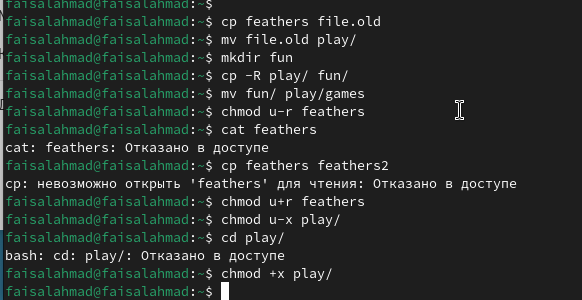 faisalahmad@faisalahmad:~$
faisalahmad@faisalahmad:~$ cp feathers file.old
faisalahmad@faisalahmad:~$ mv file.old play/
faisalahmad@faisalahmad:~$ mkdir fun
faisalahmad@faisalahmad:~$ cp -R play/ fun/
faisalahmad@faisalahmad:~$ mv fun/ play/games
faisalahmad@faisalahmad:~$ chmod u-r feathers
faisalahmad@faisalahmad:~$ cat feathers
cat: feathers: Отказано в доступе
faisalahmad@faisalahmad:~$ cp feathers feathers2
cp: невозможно открыть 'feathers' для чтения: Отказано в доступе
faisalahmad@faisalahmad:~$ chmod u+r feathers
faisalahmad@faisalahmad:~$ chmod u-x play/
faisalahmad@faisalahmad:~$ cd play/
bash: cd: play/: Отказано в доступе
faisalahmad@faisalahmad:~$ chmod +x play/
faisalahmad@faisalahmad:~$